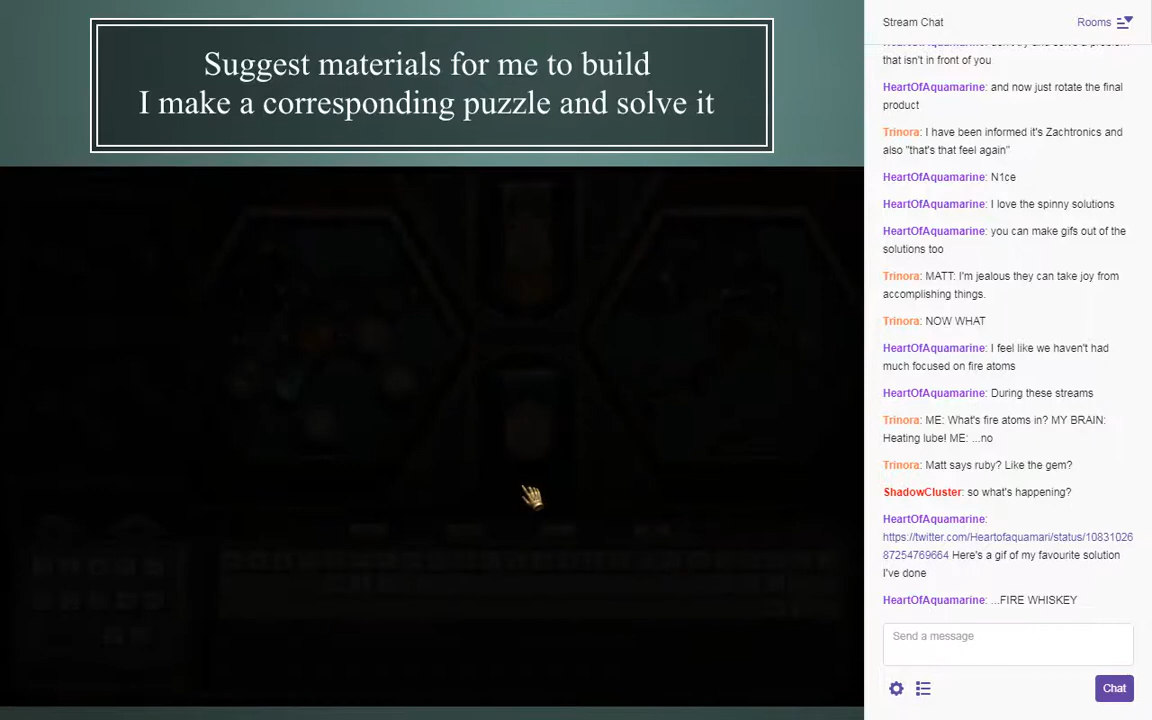 Suggest materials for me to build
I make a corresponding puzzle and solve it
Stream Chat
Rooms
that isn't in front of you
HeartOfAquamarine: and now just rotate the final
product
Trinora: I have been informed it's Zachtronics and
also "that's that feel again"
HeartOfAquamarine: N1ce
HeartOfAquamarine: I love the spinny solutions
HeartOfAquamarine: you can make gifs out of the
solutions too
Trinora: MATT: I'm jealous they can take joy from
accomplishing things.
Trinora: NOW WHAT
HeartOfAquamarine: I feel like we haven't had
much focused on fire atoms
HeartOfAquamarine: During these streams
Trinora: ME: What's fire atoms in? MY BRAIN:
Heating lube! ME: ...no
Trinora: Matt says ruby? Like the gem?
ShadowCluster: so what's happening?
HeartOfAquamarine:
https://twitter.com/Heartofaquamari/status/10831026
87254769664 Here's a gif of my favourite solution
I've done
HeartOfAquamarine: ...FIRE WHISKEY
Send a message
Chat